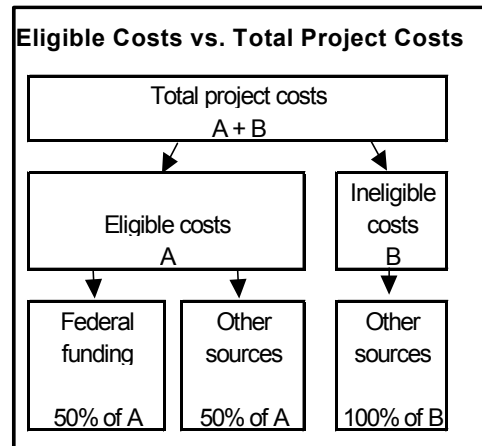 Eligible Costs vs. Total Project Costs
Total project costs
A + B
Eligible costs
A
Ineligible
costs
B
Federal
funding
50% of A
Other
sources
50% of A
Other
sources
100% of B